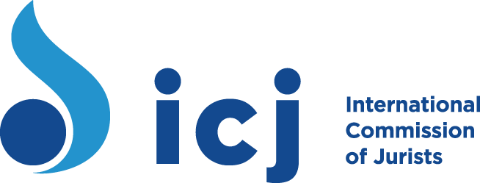 icj
International
Commission
of Jurists